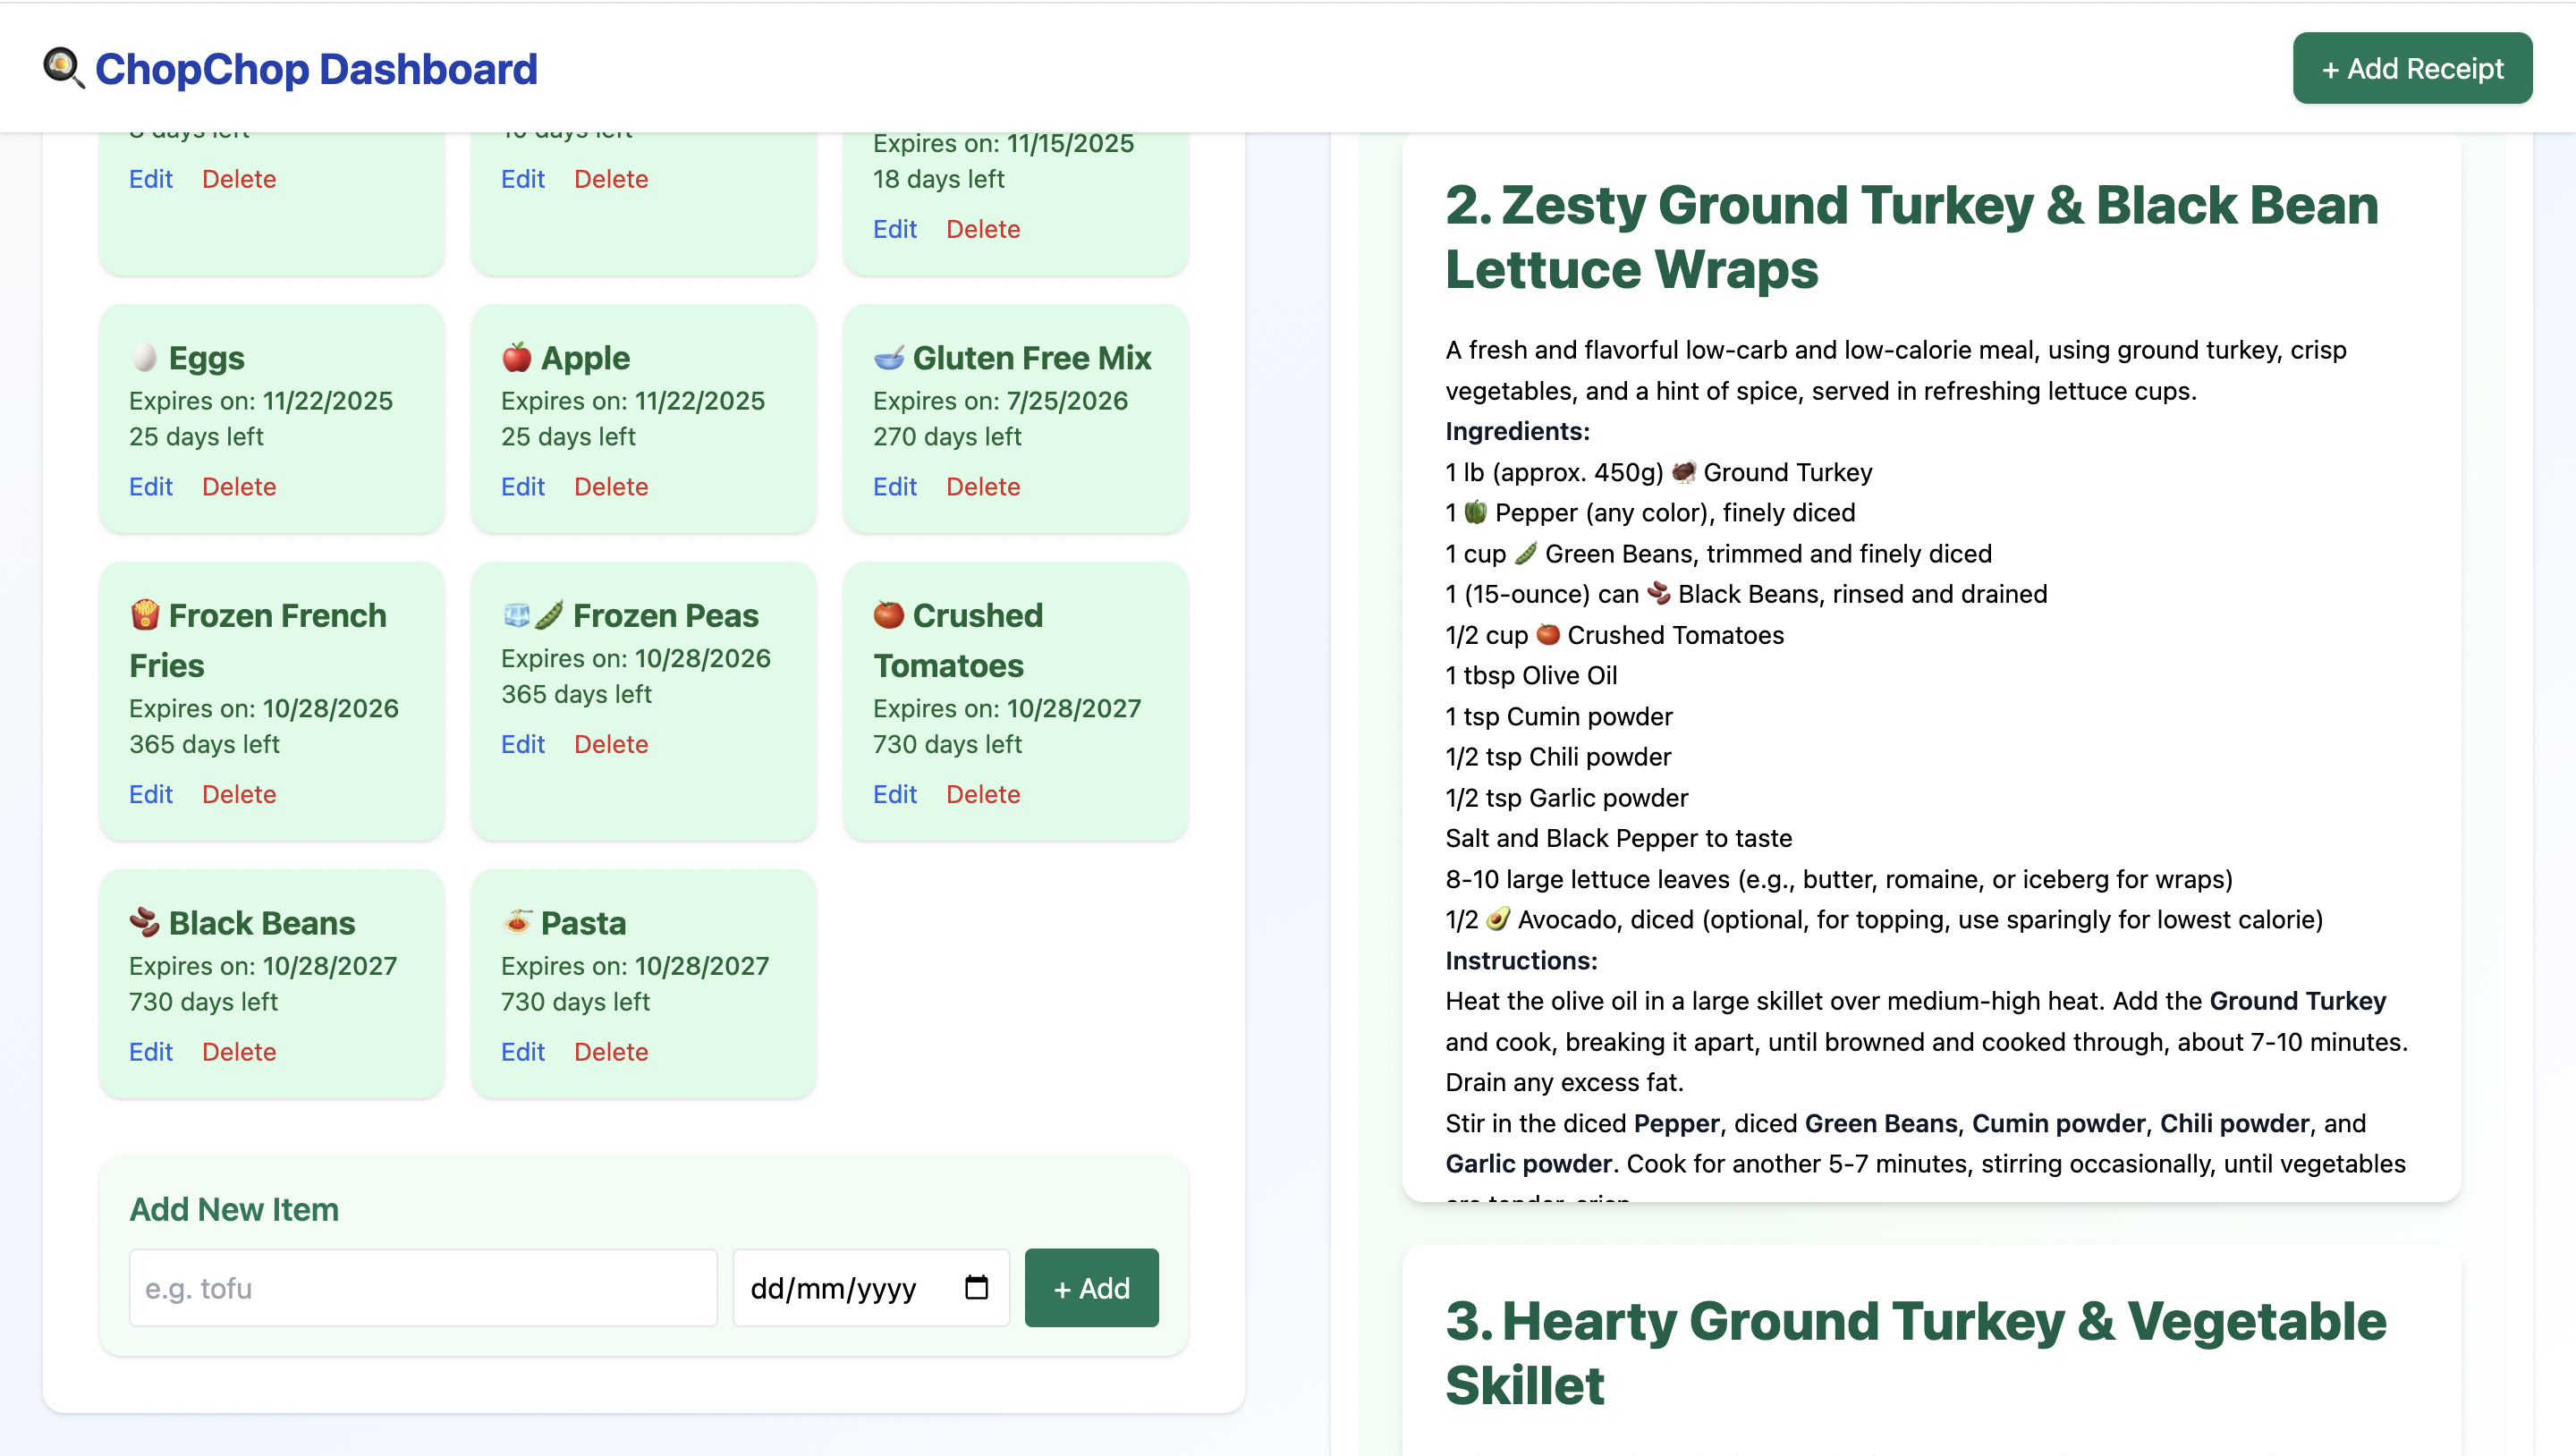 ChopChop Dashboard
+ Add Receipt
days left
Edit Delete
days left
Edit Delete
Expires on: 11/15/2025
18 days left
Edit Delete
Eggs
Expires on: 11/22/2025
25 days left
Edit Delete
Apple
Expires on: 11/22/2025
25 days left
Edit Delete
Gluten Free Mix
Expires on: 7/25/2026
270 days left
Edit Delete
Frozen French
Fries
Expires on: 10/28/2026
365 days left
Edit Delete
Frozen Peas
Expires on: 10/28/2026
365 days left
Edit Delete
Crushed
Tomatoes
Expires on: 10/28/2027
730 days left
Edit Delete
Black Beans
Expires on: 10/28/2027
730 days left
Edit Delete
Pasta
Expires on: 10/28/2027
730 days left
Edit Delete
Add New Item
e.g. tofu
dd/mm/yyyy
+ Add
2. Zesty Ground Turkey & Black Bean
Lettuce Wraps
A fresh and flavorful low-carb and low-calorie meal, using ground turkey, crisp
vegetables, and a hint of spice, served in refreshing lettuce cups.
Ingredients:
1 lb (approx. 450g) Ground Turkey
1 Pepper (any color), finely diced
1 cup Green Beans, trimmed and finely diced
1 (15-ounce) can Black Beans, rinsed and drained
1/2 cup Crushed Tomatoes
1 tbsp Olive Oil
1 tsp Cumin powder
1/2 tsp Chili powder
1/2 tsp Garlic powder
Salt and Black Pepper to taste
8-10 large lettuce leaves (e.g., butter, romaine, or iceberg for wraps)
1/2 Avocado, diced (optional, for topping, use sparingly for lowest calorie)
Instructions:
Heat the olive oil in a large skillet over medium-high heat. Add the Ground Turkey
and cook, breaking it apart, until browned and cooked through, about 7-10 minutes.
Drain any excess fat.
Stir in the diced Pepper, diced Green Beans, Cumin powder, Chili powder, and
Garlic powder. Cook for another 5-7 minutes, stirring occasionally, until vegetables
3. Hearty Ground Turkey & Vegetable
Skillet